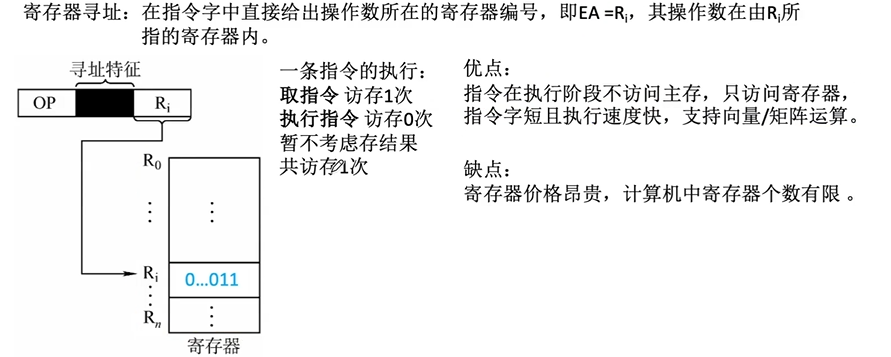 寄存器寻址：在指令字中直接给出操作数所在的寄存器编号，即EA =Ri，其操作数在由Ri所
指的寄存器内。
寻址特征
OP
Ri
R0
Ri
0...011
Rn
寄存器
一条指令的执行：
取指令 访存1次
执行指令 访存0次
暂不考虑存结果
共访存1次
优点：
指令在执行阶段不访问主存，只访问寄存器，
指令字短且执行速度快，支持向量/矩阵运算。
缺点：
寄存器价格昂贵，计算机中寄存器个数有限 。